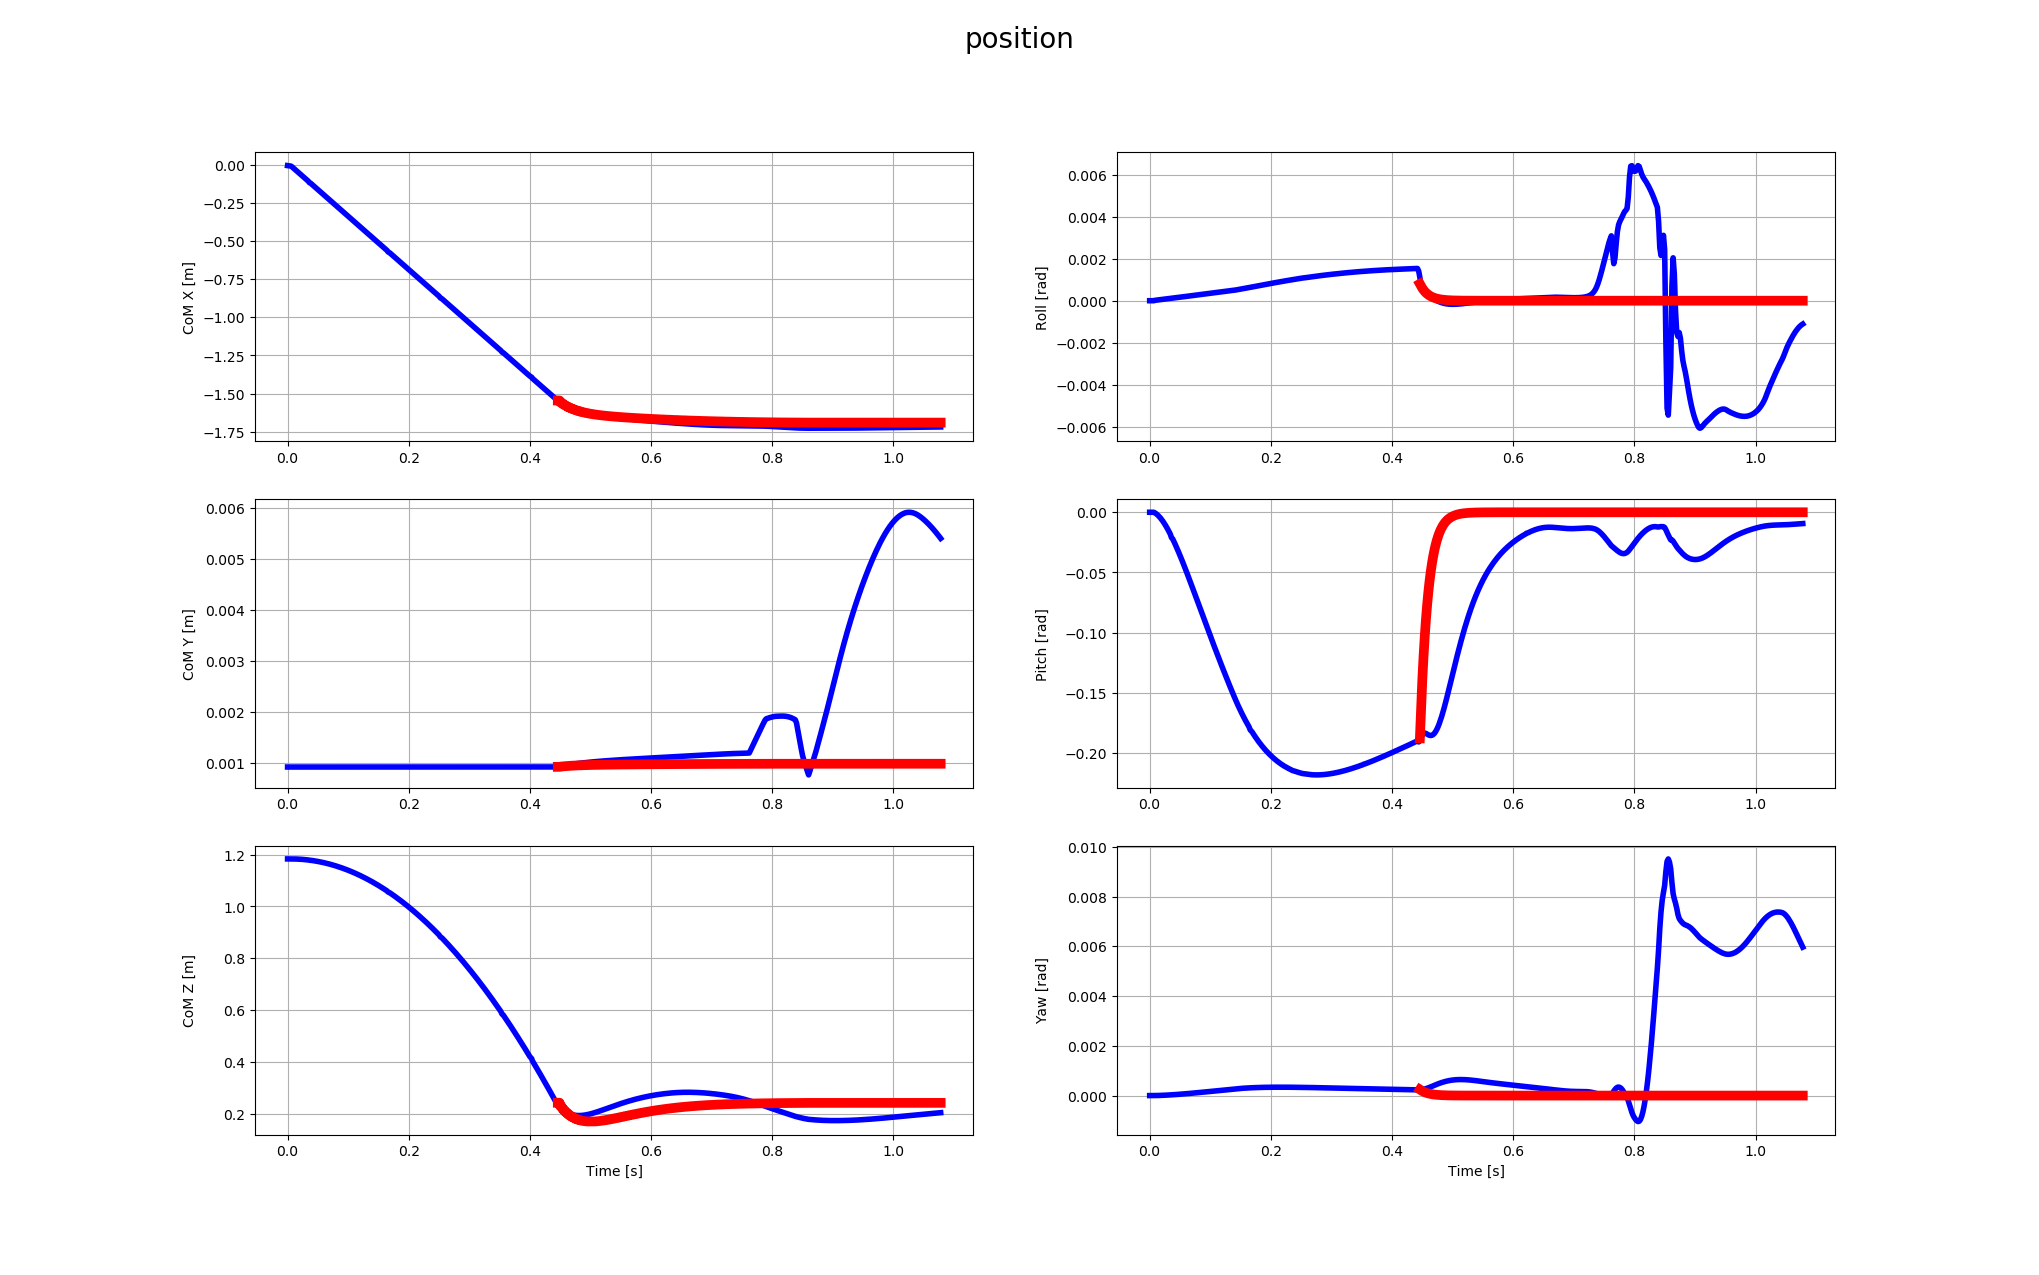 position
CoM X [m]
0.00
−0.25
−0.50
−0.75
−1.00
−1.25
−1.50
−1.75
0.0 0.2 0.4 0.6 0.8 1.0
Roll [rad]
0.006
0.004
0.002
0.000
−0.002
−0.004
−0.006
0.0 0.2 0.4 0.6 0.8 1.0
CoM Y [m]
0.006
0.005
0.004
0.003
0.002
0.001
0.0 0.2 0.4 0.6 0.8 1.0
Pitch [rad]
0.00
−0.05
−0.10
−0.15
−0.20
0.0 0.2 0.4 0.6 0.8 1.0
CoM Z [m]
1.2
1.0
0.8
0.6
0.4
0.2
0.0 0.2 0.4 0.6 0.8 1.0
Time [s]
Yaw [rad]
0.010
0.008
0.006
0.004
0.002
0.000
0.0 0.2 0.4 0.6 0.8 1.0
Time [s]